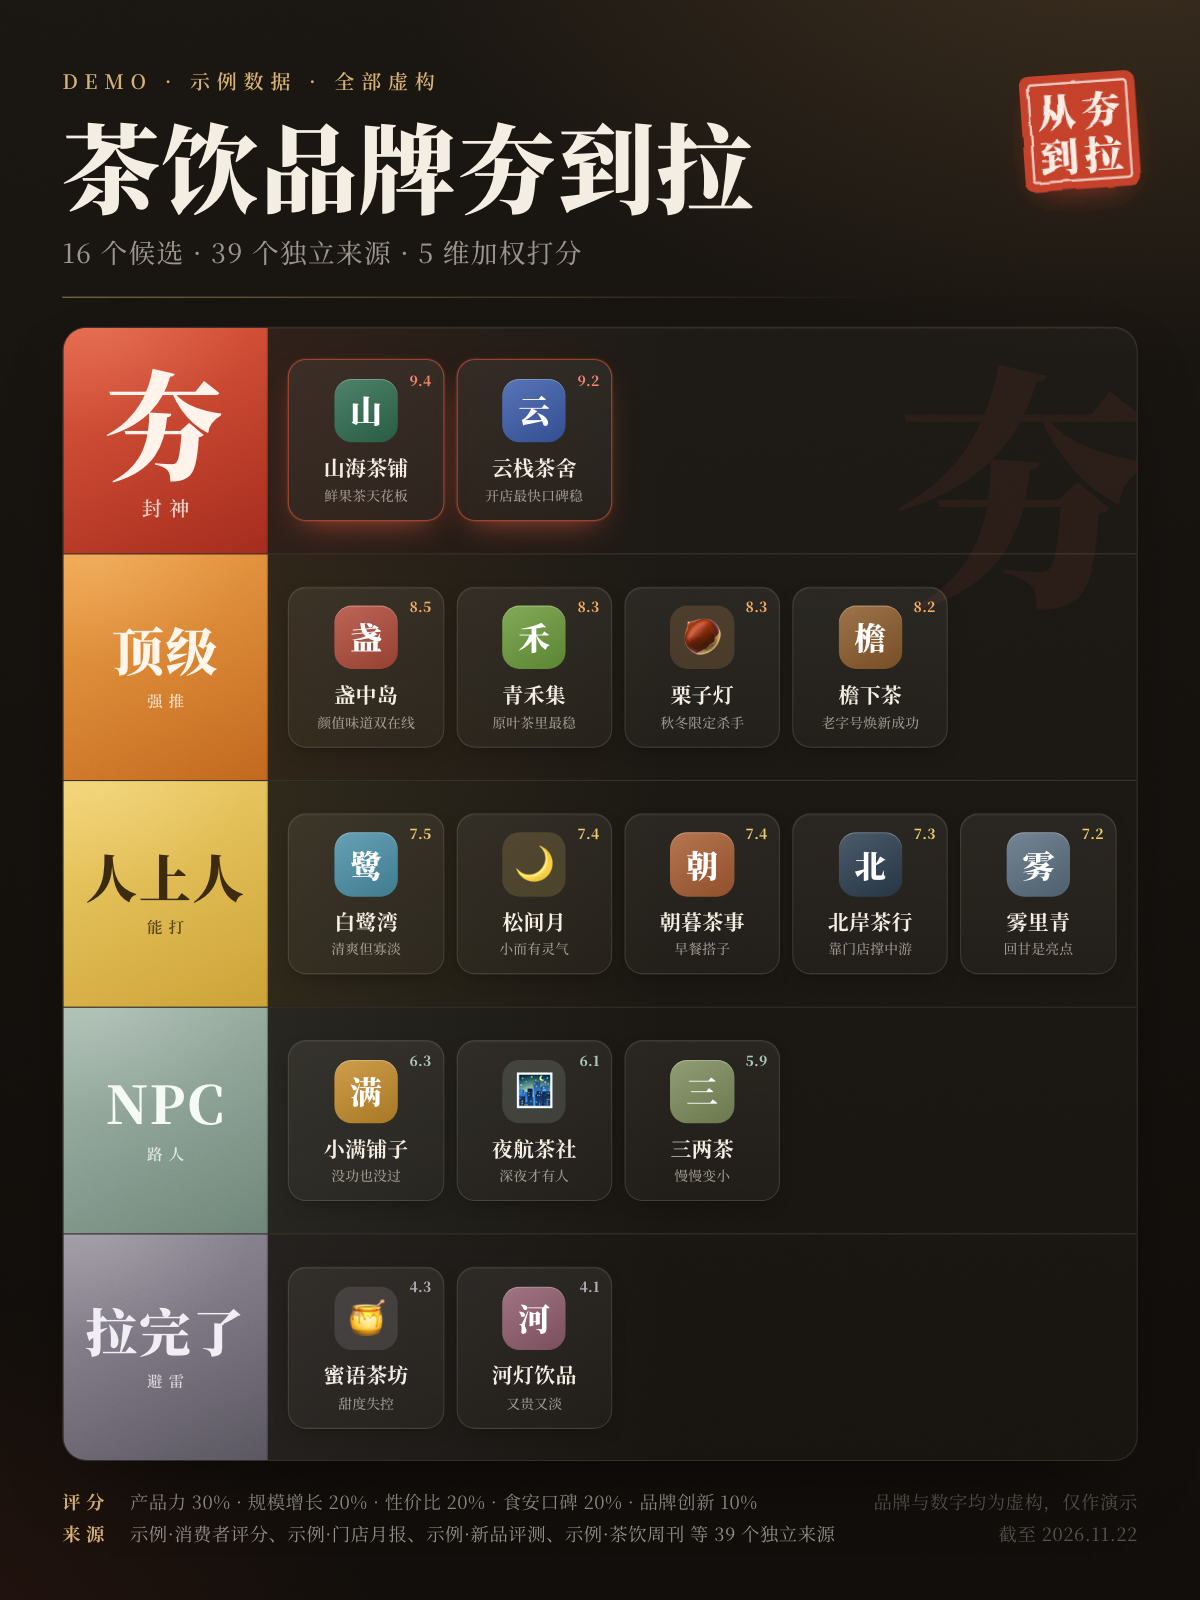 DEMO · 示例数据 · 全部虚构
茶饮品牌夯到拉
16 个候选 · 39 个独立来源 · 5 维加权打分
从夯
到拉
夯
封神
9.4
山
山海茶铺
鲜果茶天花板
9.2
云
云栈茶舍
开店最快口碑稳
夯
顶级
强推
8.5
盏
盏中岛
颜值味道双在线
8.3
禾
青禾集
原叶茶里最稳
8.3
栗子灯
秋冬限定杀手
8.2
檐
檐下茶
老字号焕新成功
人上人
能打
7.5
鹭
白鹭湾
清爽但寡淡
7.4
松间月
小而有灵气
7.4
朝
朝暮茶事
早餐搭子
7.3
北
北岸茶行
靠门店撑中游
7.2
雾
雾里青
回甘是亮点
NPC
路人
6.3
满
小满铺子
没功也没过
6.1
夜航茶社
深夜才有人
5.9
三
三两茶
慢慢变小
拉完了
避雷
4.3
蜜语茶坊
甜度失控
4.1
河
河灯饮品
又贵又淡
评分 产品力 30% · 规模增长 20% · 性价比 20% · 食安口碑 20% · 品牌创新 10%
品牌与数字均为虚构，仅作演示
来源 示例·消费者评分、示例·门店月报、示例·新品评测、示例·茶饮周刊 等 39 个独立来源
截至 2026.11.22